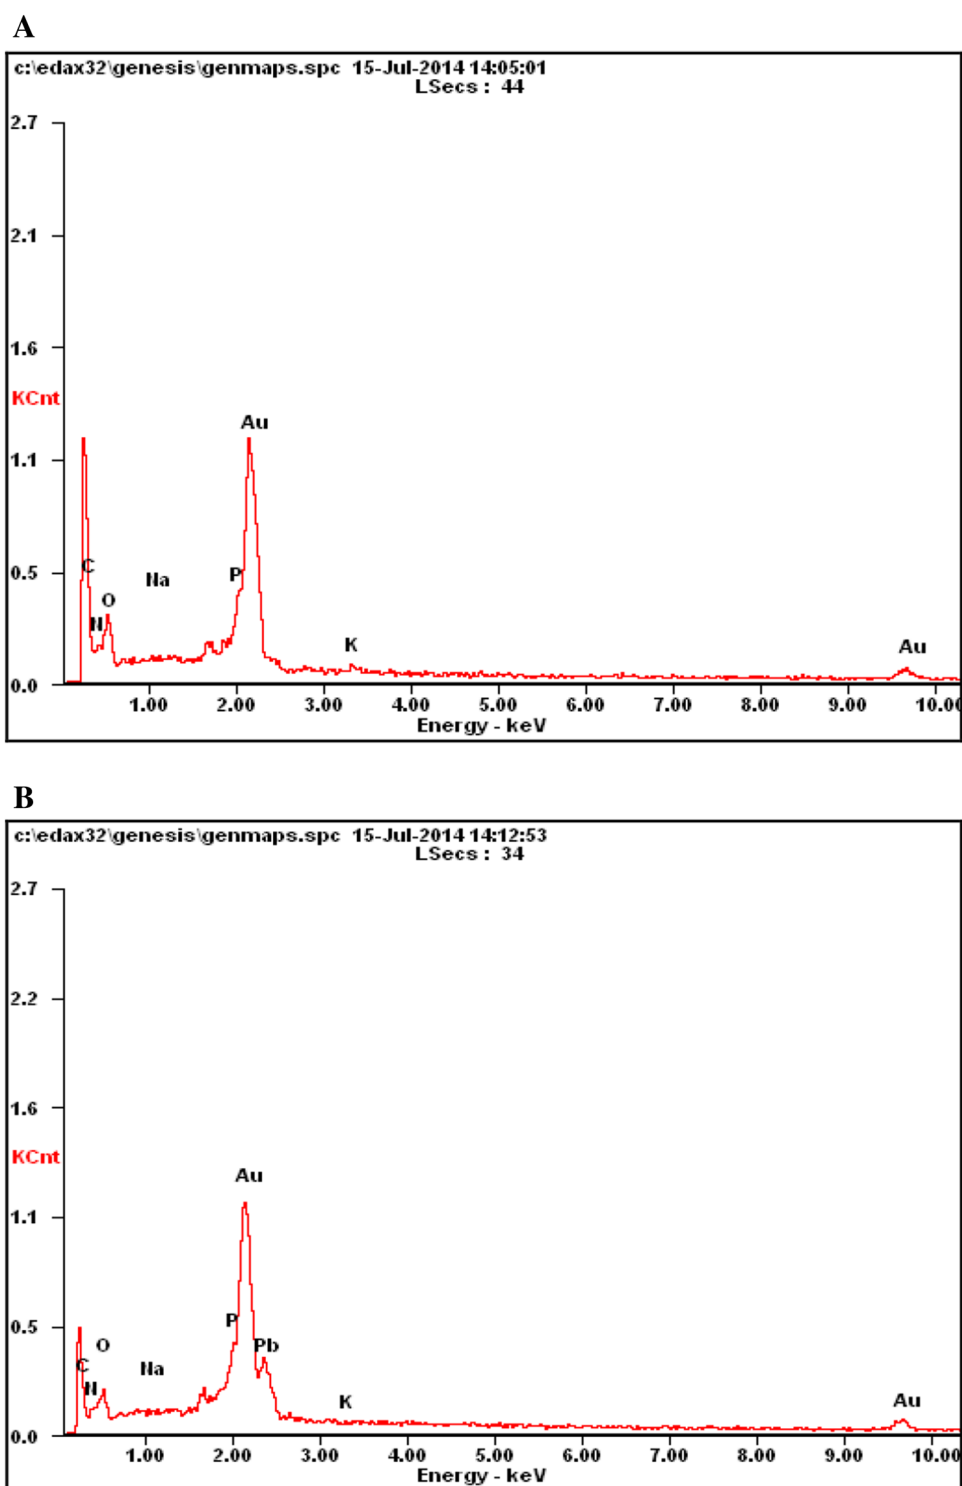 A
c:\edax32\genesis\genmaps.spc 15-Jul-2014 14:05:01
LSecs : 44
2.7
2.1
1.6
KCnt
Au
1.1
C
Na
P
0.5
O
N
K
Au
0.0
1.00 2.00 3.00 4.00 5.00 6.00 7.00 8.00 9.00 10.00
Energy - keV
B
c:\edax32\genesis\genmaps.spc 15-Jul-2014 14:12:53
LSecs : 34
2.7
2.2
1.6
KCnt
Au
1.1
0.5
P
O
Pb
C
Na
N
K
Au
0.0
1.00 2.00 3.00 4.00 5.00 6.00 7.00 8.00 9.00 10.00
Energy - keV